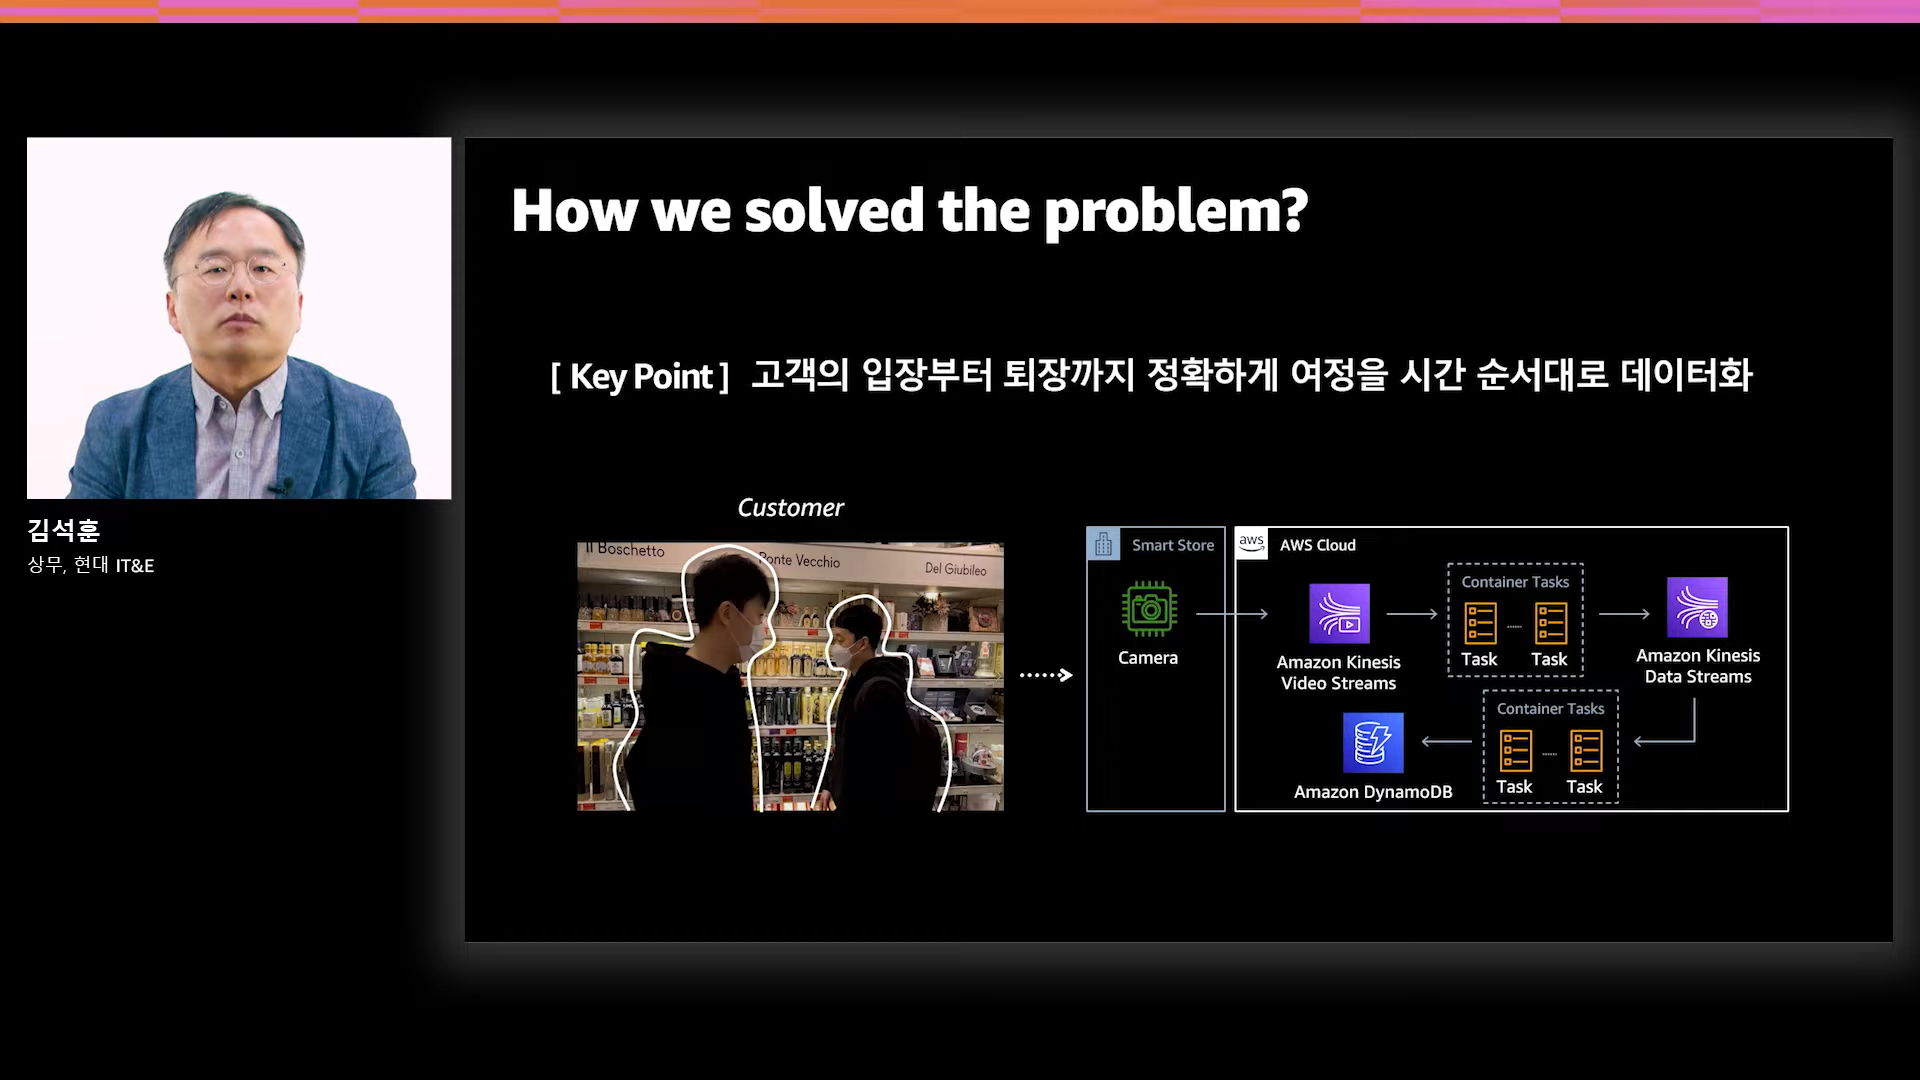 How we solved the problem?
[ Key Point ] 고객의 입장부터 퇴장까지 정확하게 여정을 시간 순서대로 데이터화
김석훈
상무, 현대 IT&E
Customer
Il Boschetto
Ponte Vecchio
Del Giubileo
Smart Store
Camera
aws
AWS Cloud
Amazon Kinesis
Video Streams
Container Tasks
Task
Task
Amazon Kinesis
Data Streams
Container Tasks
Task
Task
Amazon DynamoDB